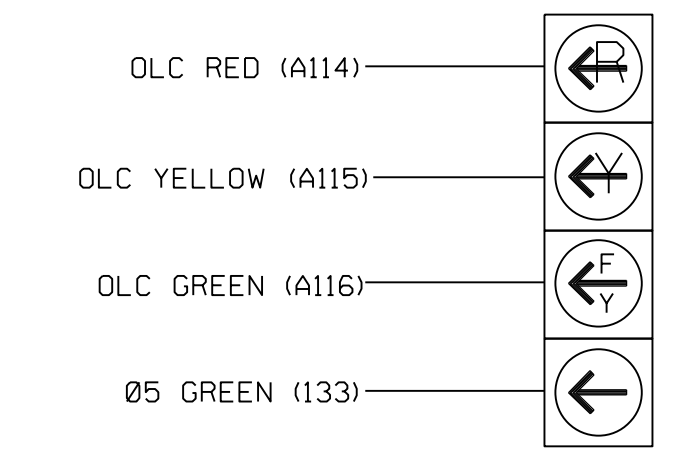 OLC RED (A114)
R
OLC YELLOW (A115)
Y
OLC GREEN (A116)
F
Y
Ø5 GREEN (133)